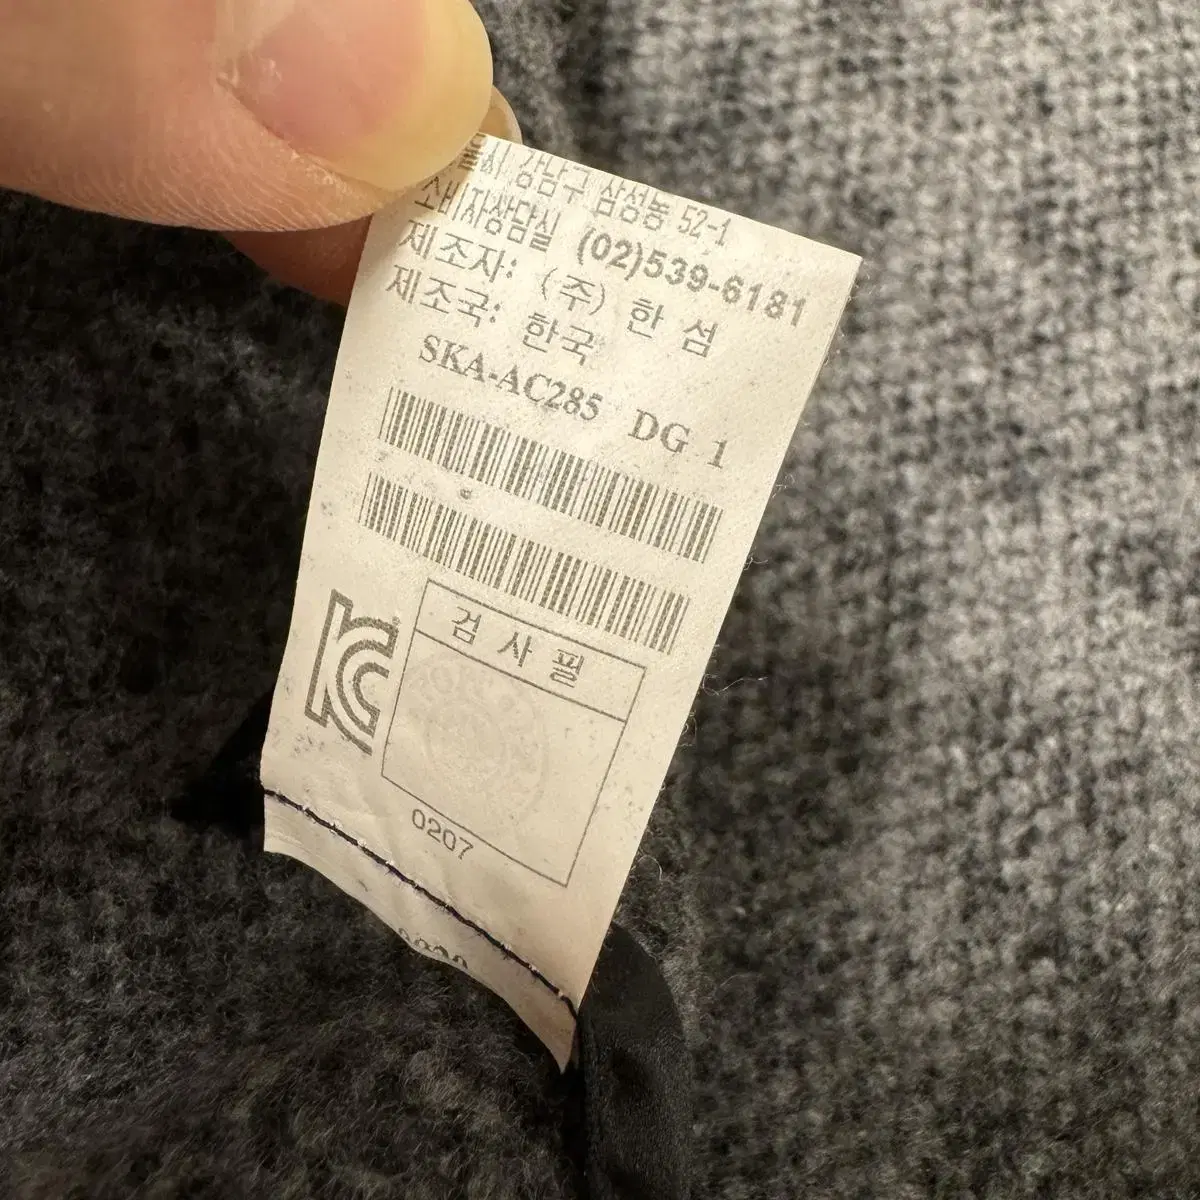 강남구 삼성동 52-1
소비자상담실 (02)539-6181
제조자: (주) 한 섬
제조국: 한국
SKA-AC285 DG 1
검 사 필
0207